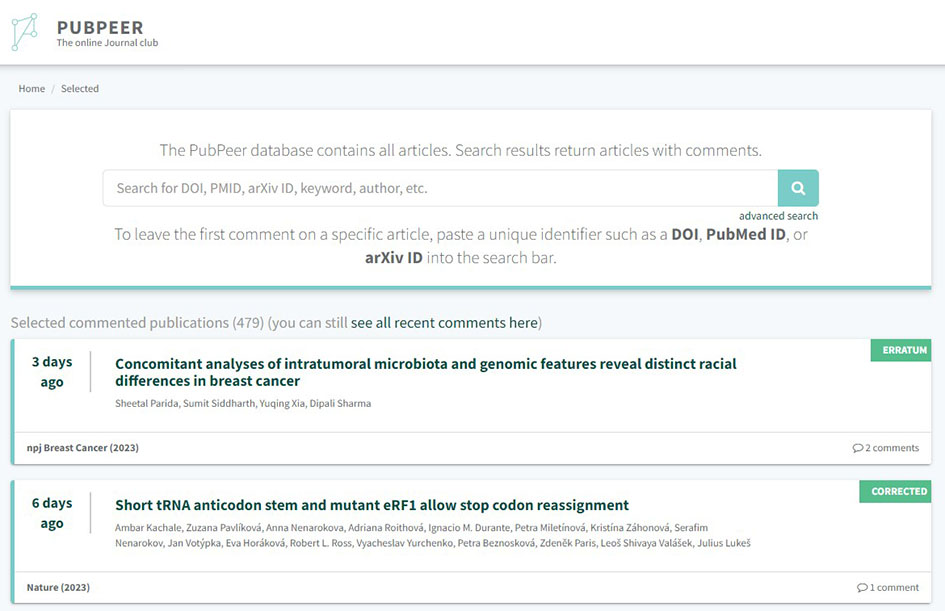 PUBPEER
The online Journal club
Home / Selected
The PubPeer database contains all articles. Search results return articles with comments.
Search for DOI, PMID, arXiv ID, keyword, author, etc.
advanced search
To leave the first comment on a specific article, paste a unique identifier such as a DOI, PubMed ID, or
arXiv ID into the search bar.
Selected commented publications (479) (you can still see all recent comments here)
3 days
ago
Concomitant analyses of intratumoral microbiota and genomic features reveal distinct racial
differences in breast cancer
ERRATUM
Sheetal Parida, Sumit Siddharth, Yuqing Xia, Dipali Sharma
npj Breast Cancer (2023)
2 comments
6 days
ago
Short tRNA anticodon stem and mutant eRF1 allow stop codon reassignment
CORRECTED
Ambar Kachale, Zuzana Pavlíková, Anna Nenarokova, Adriana Roithová, Ignacio M. Durante, Petra Miletínová, Kristína Záhonová, Serafim
Nenarokov, Jan Votýpka, Eva Horáková, Robert L. Ross, Vyacheslav Yurchenko, Petra Beznosková, Zdeněk Paris, Leoš Shivaya Valášek, Julius Lukeš
Nature (2023)
1 comment